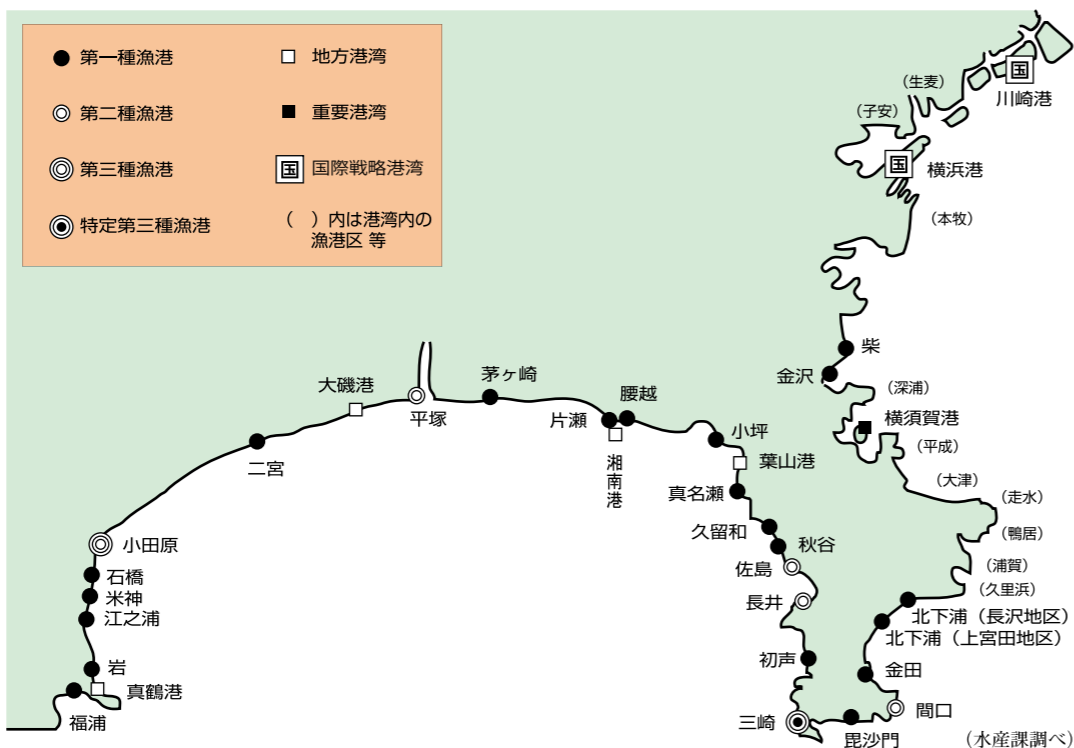 第一種漁港
第二種漁港
第三種漁港
特定第三種漁港
地方港湾
重要港湾
国 国際戦略港湾
（　）内は港湾内の
漁港区 等
国
川崎港
（生麦）
（子安）
国
横浜港
（本牧）
柴
金沢
（深浦）
横須賀港
（平成）
（大津）
（走水）
（鴨居）
（浦賀）
（久里浜）
北下浦（長沢地区）
北下浦（上宮田地区）
金田
間口
毘沙門
三崎
初声
長井
佐島
秋谷
久留和
真名瀬
葉山港
小坪
腰越
片瀬
湘南港
茅ヶ崎
平塚
大磯港
二宮
小田原
石橋
米神
江之浦
岩
真鶴港
福浦
（水産課調べ）